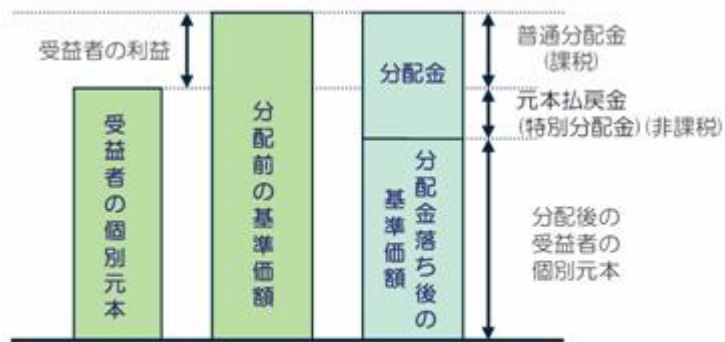 受益者の利益
受益者の個別元本
分配前の基準価額
分配金
分配金落ち後の
基準価額
普通分配金
(課税)
元本払戻金
(特別分配金)(非課税)
分配後の
受益者の
個別元本